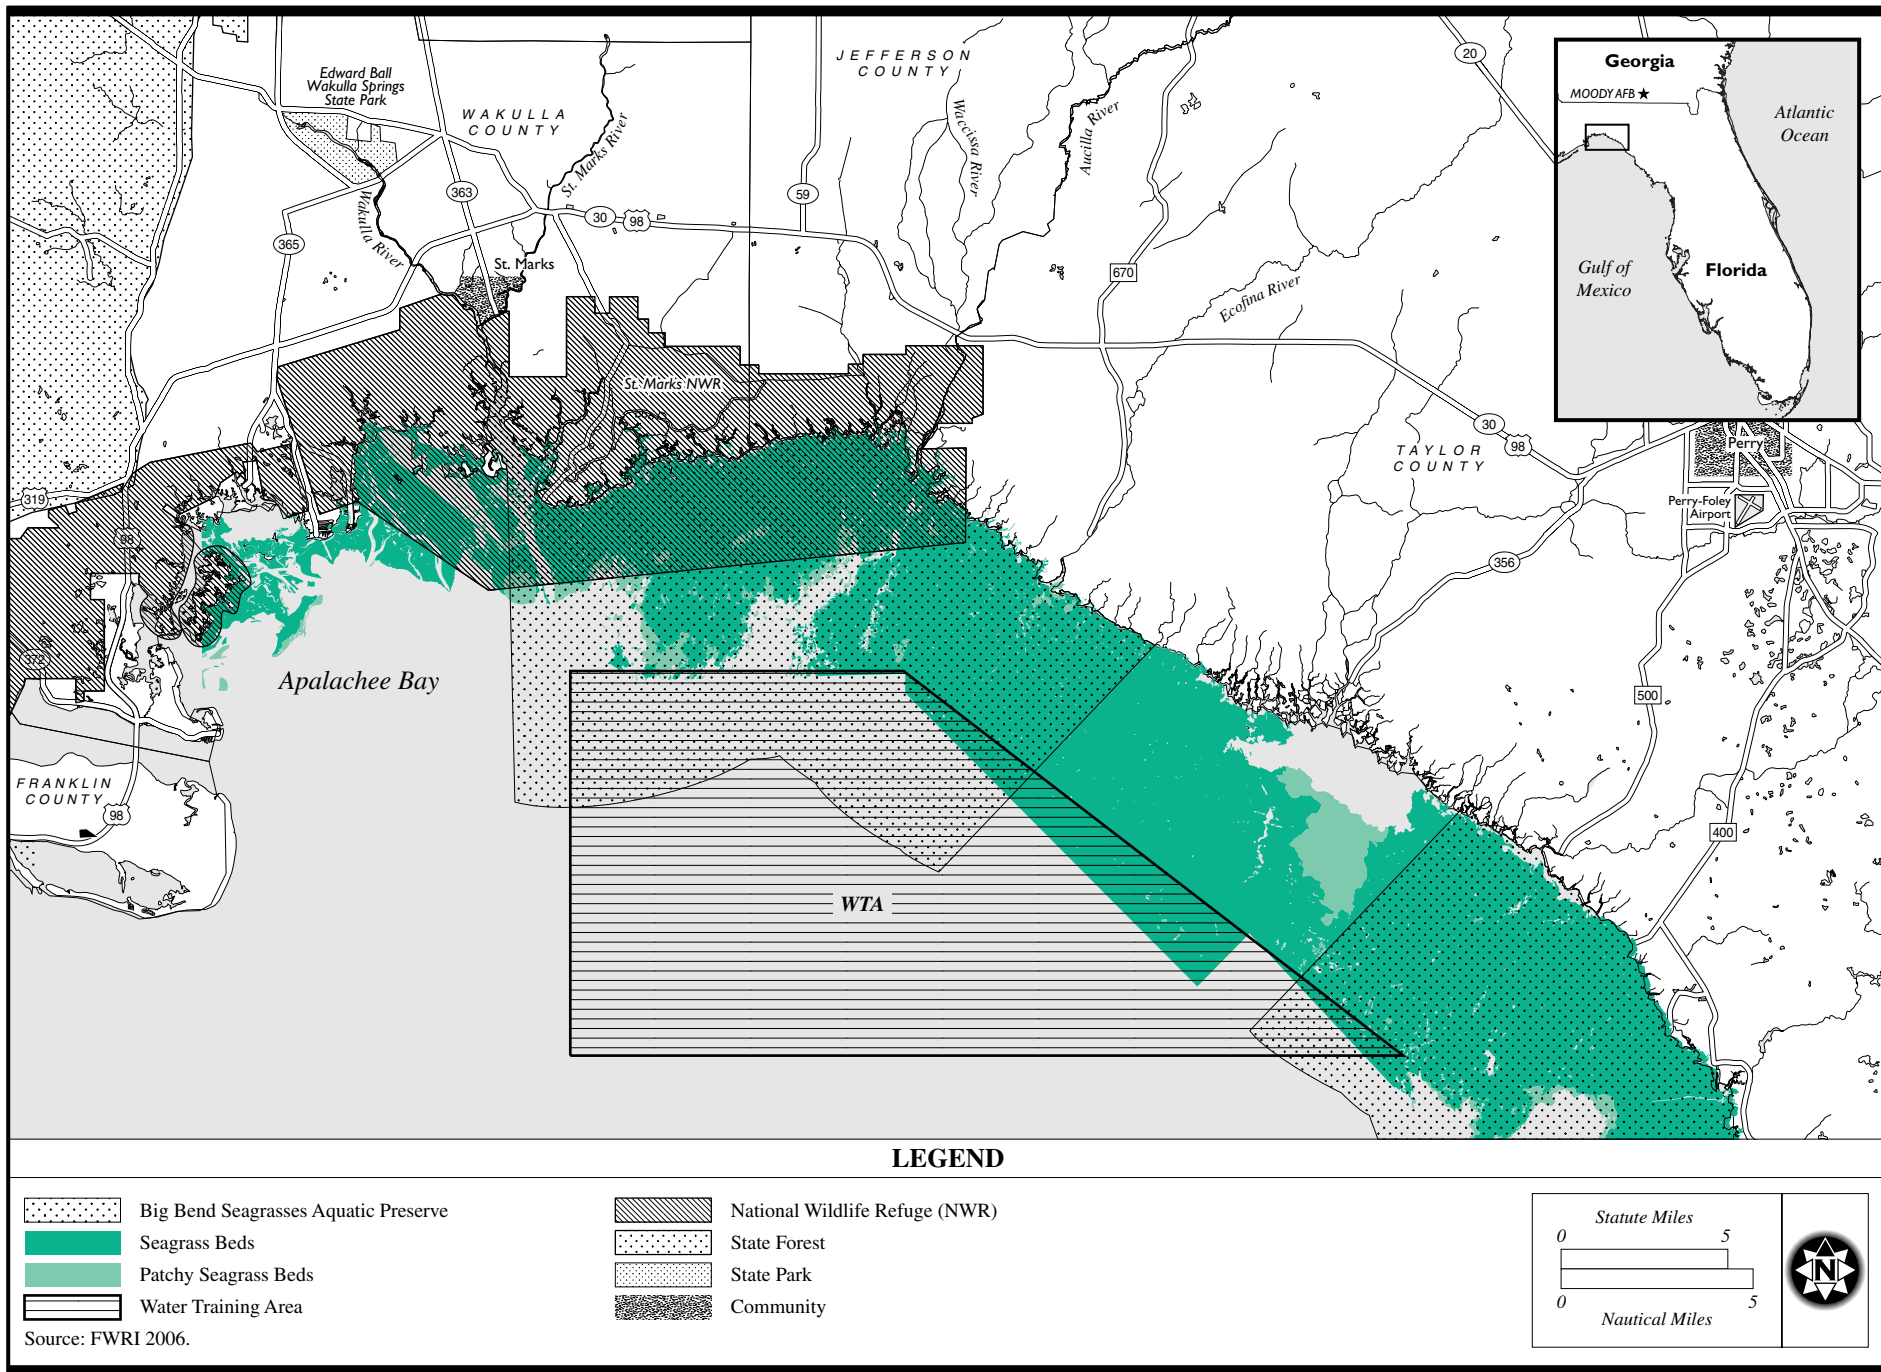 JEFFERSON
COUNTY
20
Georgia
MOODY AFB
Atlantic
Ocean
Gulf of
Mexico
Florida
Edward Ball
Wakulla Springs
State Park
WAKULLA
COUNTY
St. Marks River
Waccissa River
Aucilla River
363
59
30
98
365
Wakulla River
St. Marks
670
Ecofina River
St. Marks NWR
30
98
TAYLOR
COUNTY
Perry
Perry-Foley
Airport
319
98
356
372
Apalachee Bay
500
FRANKLIN
COUNTY
98
400
WTA
LEGEND
Big Bend Seagrasses Aquatic Preserve
Seagrass Beds
Patchy Seagrass Beds
Water Training Area
Source: FWRI 2006.
National Wildlife Refuge (NWR)
State Forest
State Park
Community
Statute Miles
0 5
0 5
Nautical Miles
N